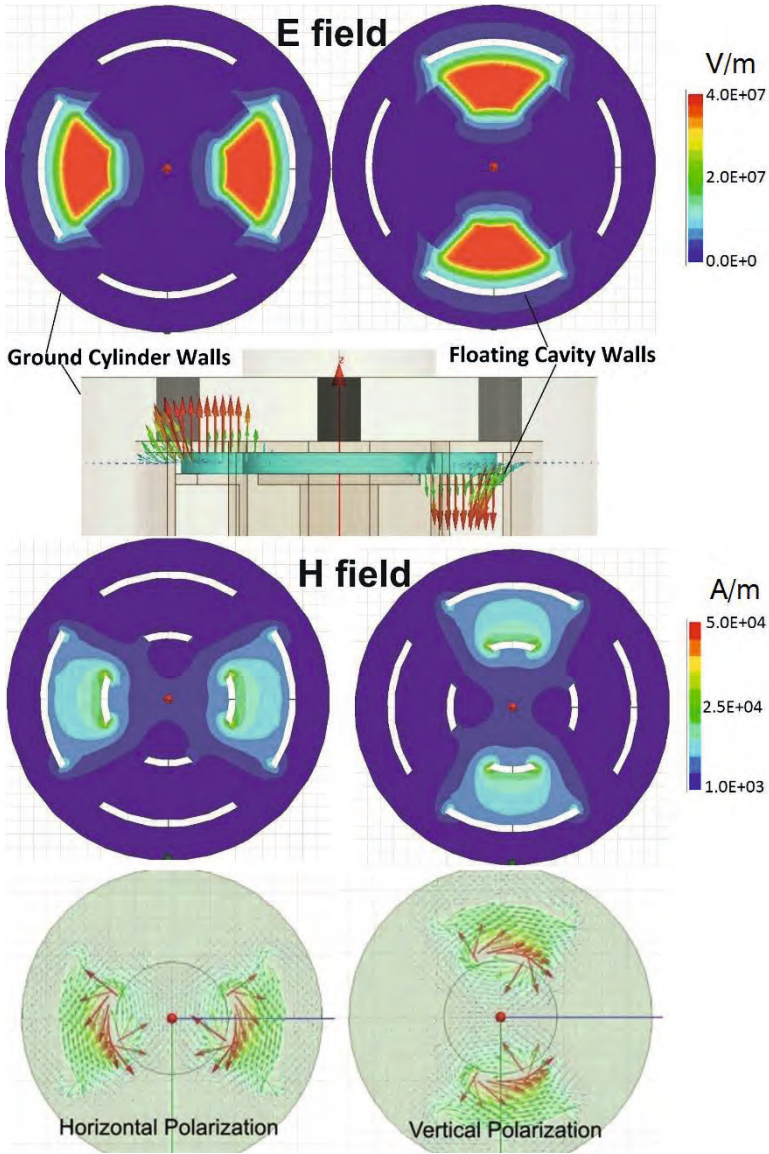 E field
V/m
4.0E+07
2.0E+07
0.0E+0
Ground Cylinder Walls
Floating Cavity Walls
z
H field
A/m
5.0E+04
2.5E+04
1.0E+03
Horizontal Polarization
Vertical Polarization